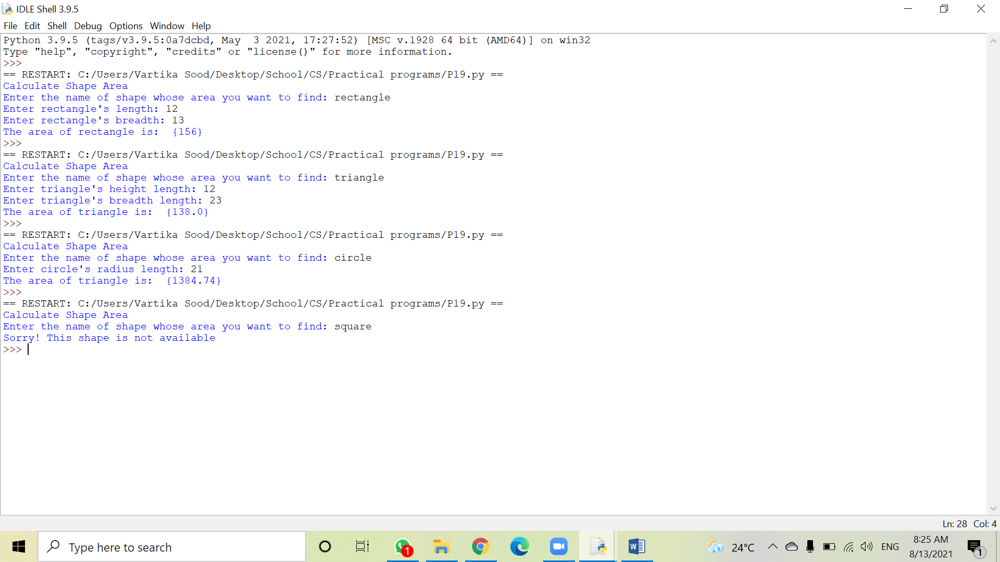 IDLE Shell 3.9.5
File Edit Shell Debug Options Window Help
Python 3.9.5 (tags/v3.9.5:0a7dcbd, May  3 2021, 17:27:52) [MSC v.1928 64 bit (AMD64)] on win32
Type "help", "copyright", "credits" or "license()" for more information.
>>>
== RESTART: C:/Users/Vartika Sood/Desktop/School/CS/Practical programs/P19.py ==
Calculate Shape Area
Enter the name of shape whose area you want to find: rectangle
Enter rectangle's length: 12
Enter rectangle's breadth: 13
The area of rectangle is:  {156}
>>>
== RESTART: C:/Users/Vartika Sood/Desktop/School/CS/Practical programs/P19.py ==
Calculate Shape Area
Enter the name of shape whose area you want to find: triangle
Enter triangle's height length: 12
Enter triangle's breadth length: 23
The area of triangle is:  {138.0}
>>>
== RESTART: C:/Users/Vartika Sood/Desktop/School/CS/Practical programs/P19.py ==
Calculate Shape Area
Enter the name of shape whose area you want to find: circle
Enter circle's radius length: 21
The area of triangle is:  {1384.74}
>>>
== RESTART: C:/Users/Vartika Sood/Desktop/School/CS/Practical programs/P19.py ==
Calculate Shape Area
Enter the name of shape whose area you want to find: square
Sorry! This shape is not available
>>>
Ln: 28 Col: 4
Type here to search
1
W
24°C
ENG
8:25 AM
8/13/2021
1